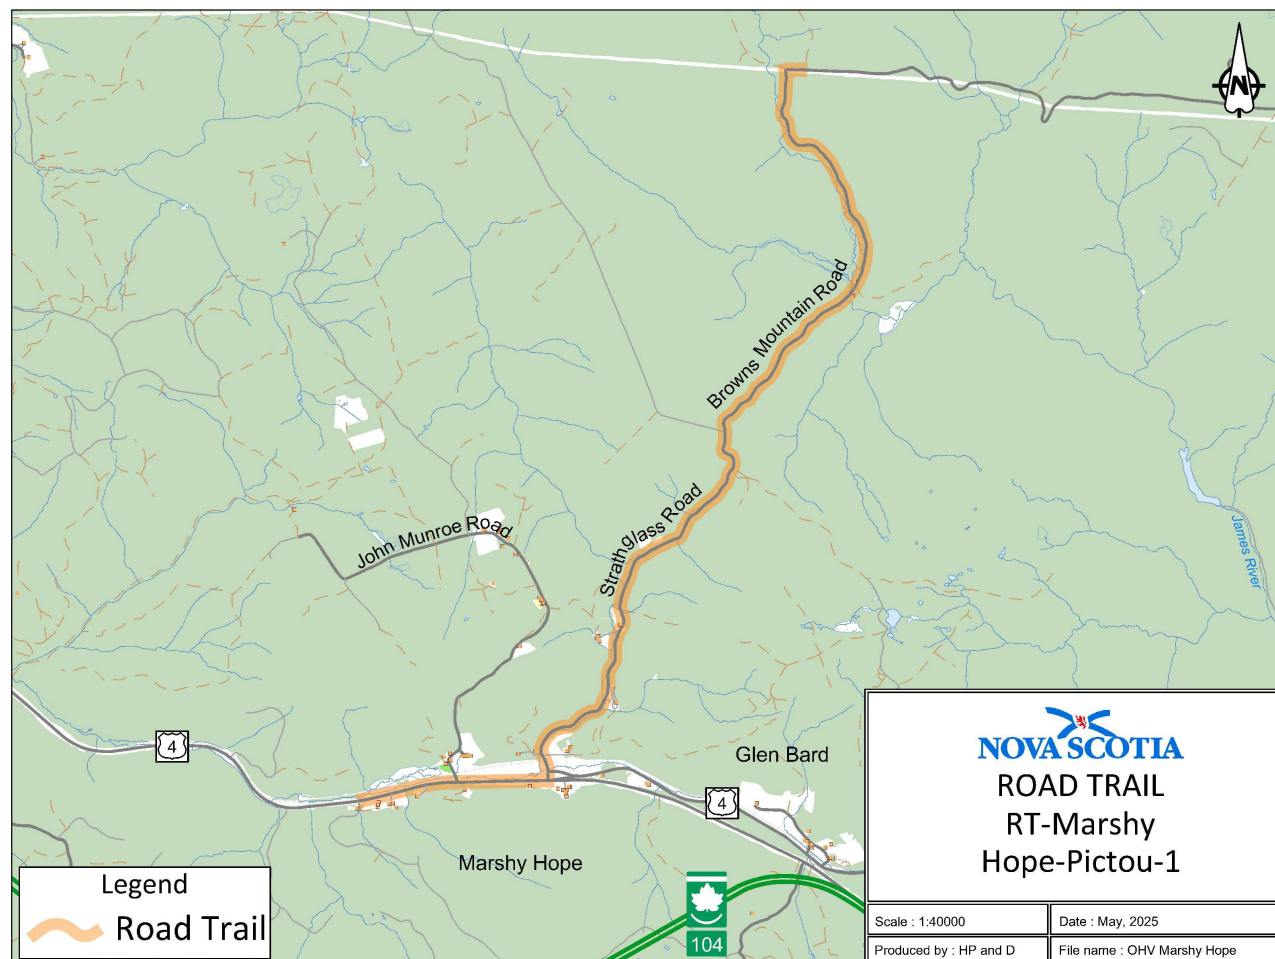 N
Browns Mountain Road
Strathglass Road
John Munroe Road
James River
4
Glen Bard
4
Marshy Hope
104
Legend
Road Trail
NOVA SCOTIA
ROAD TRAIL
RT-Marshy
Hope-Pictou-1
Scale : 1:40000
Date : May, 2025
Produced by : HP and D
File name : OHV Marshy Hope